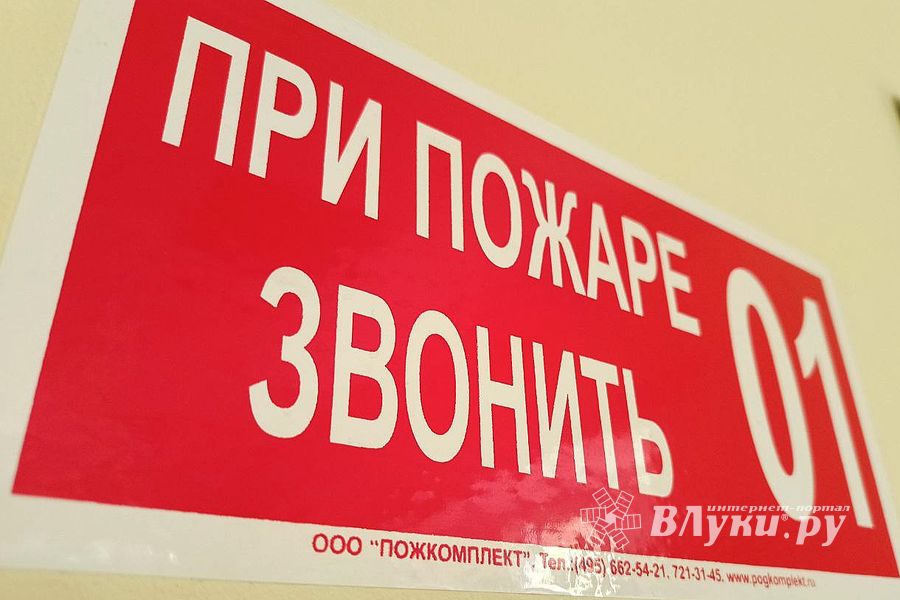 ПРИ ПОЖАРЕ
ЗВОНИТЬ
01
ООО "ПОЖКОМПЛЕКТ", Тел.:(495) 662-54-21, 721-31-45. www.pogkomplekt.ru
интернет-портал
ВЛуки®.ру